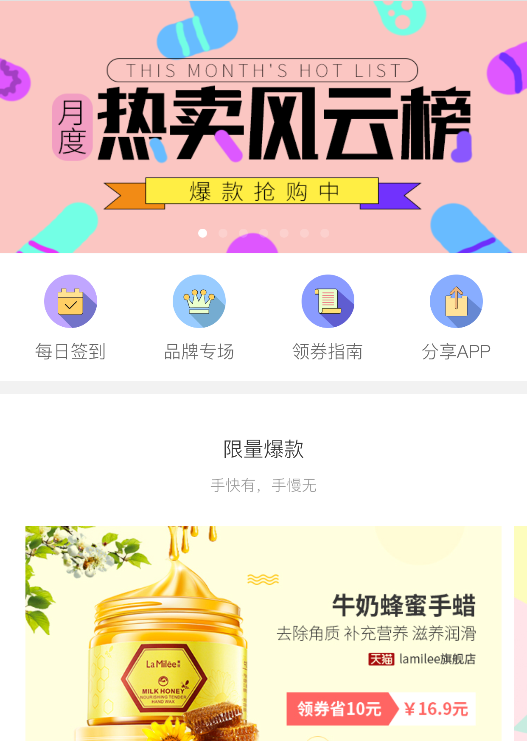 THIS MONTH'S HOT LIST
月度
热卖风云榜
爆款抢购中
每日签到 品牌专场 领券指南 分享APP
限量爆款
手快有，手慢无
牛奶蜂蜜手蜡
去除角质 补充营养 滋养润滑
天猫 lamilee旗舰店
领券省10元 ¥16.9元
La Milée
MILK HONEY
NOURISHING TENDER
HAND WAX